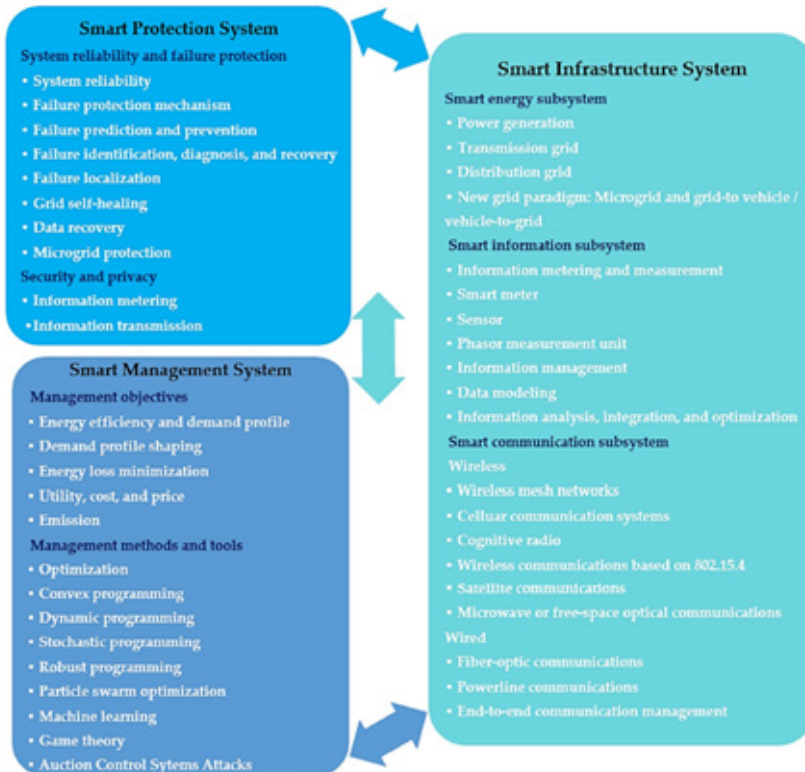 Smart Protection System
System reliability and failure protection
• System reliability
• Failure protection mechanism
• Failure prediction and prevention
• Failure identification, diagnosis, and recovery
• Failure localization
• Grid self-healing
• Data recovery
• Microgrid protection
Security and privacy
• Information metering
•Information transmission
Smart Management System
Management objectives
• Energy efficiency and demand profile
• Demand profile shaping
• Energy loss minimization
• Utility, cost, and price
• Emission
Management methods and tools
• Optimization
• Convex programming
• Dynamic programming
• Stochastic programming
• Robust programming
• Particle swarm optimization
• Machine learning
• Game theory
• Auction Control Sytems Attacks
Smart Infrastructure System
Smart energy subsystem
• Power generation
• Transmission grid
• Distribution grid
• New grid paradigm: Microgrid and grid-to vehicle /
vehicle-to-grid
Smart information subsystem
• Information metering and measurement
• Smart meter
• Sensor
• Phasor measurement unit
• Information management
• Data modeling
• Information analysis, integration, and optimization
Smart communication subsystem
Wireless
• Wireless mesh networks
• Celluar communication systems
• Cognitive radio
• Wireless communications based on 802.15.4
• Satellite communications
• Microwave or free-space optical communications
Wired
• Fiber-optic communications
• Powerline communications
• End-to-end communication management